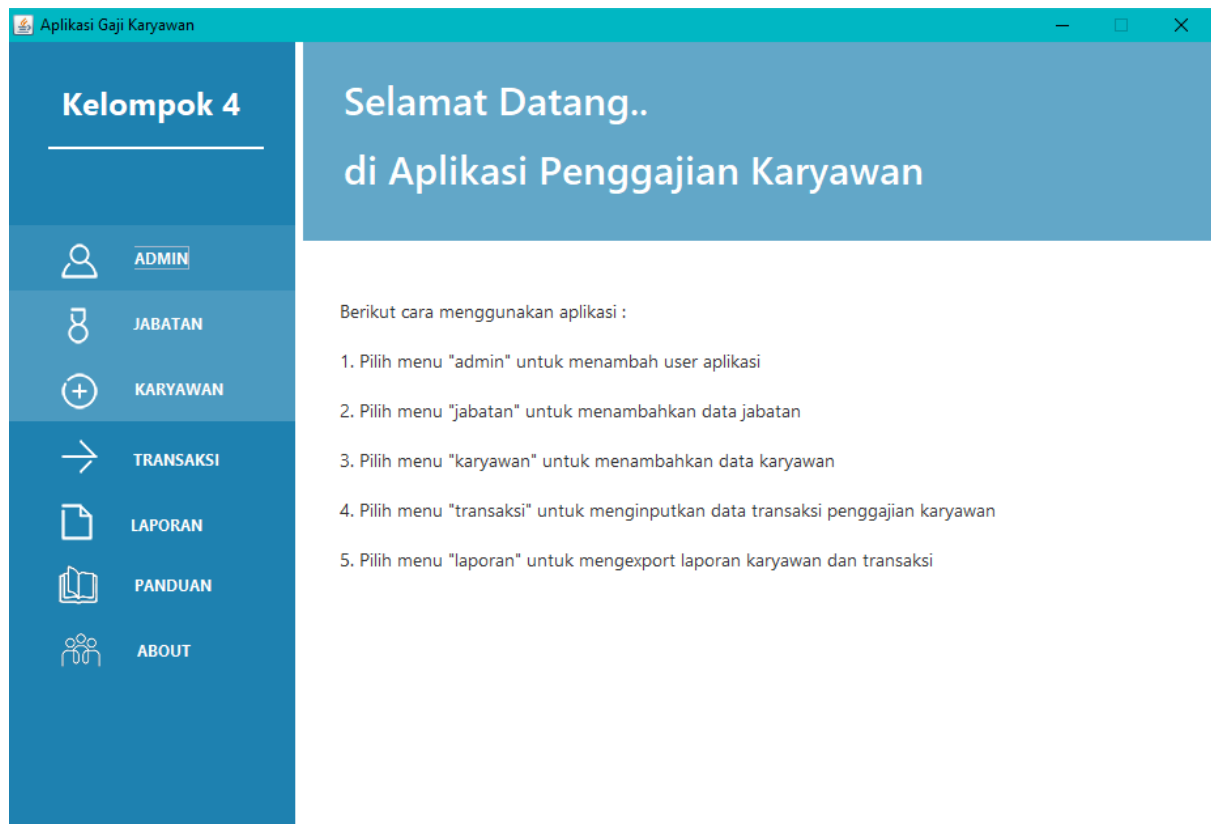 Aplikasi Gaji Karyawan
Kelompok 4
ADMIN
JABATAN
KARYAWAN
TRANSAKSI
LAPORAN
PANDUAN
ABOUT
Selamat Datang..
di Aplikasi Penggajian Karyawan
Berikut cara menggunakan aplikasi :
1. Pilih menu "admin" untuk menambah user aplikasi
2. Pilih menu "jabatan" untuk menambahkan data jabatan
3. Pilih menu "karyawan" untuk menambahkan data karyawan
4. Pilih menu "transaksi" untuk menginputkan data transaksi penggajian karyawan
5. Pilih menu "laporan" untuk mengexport laporan karyawan dan transaksi